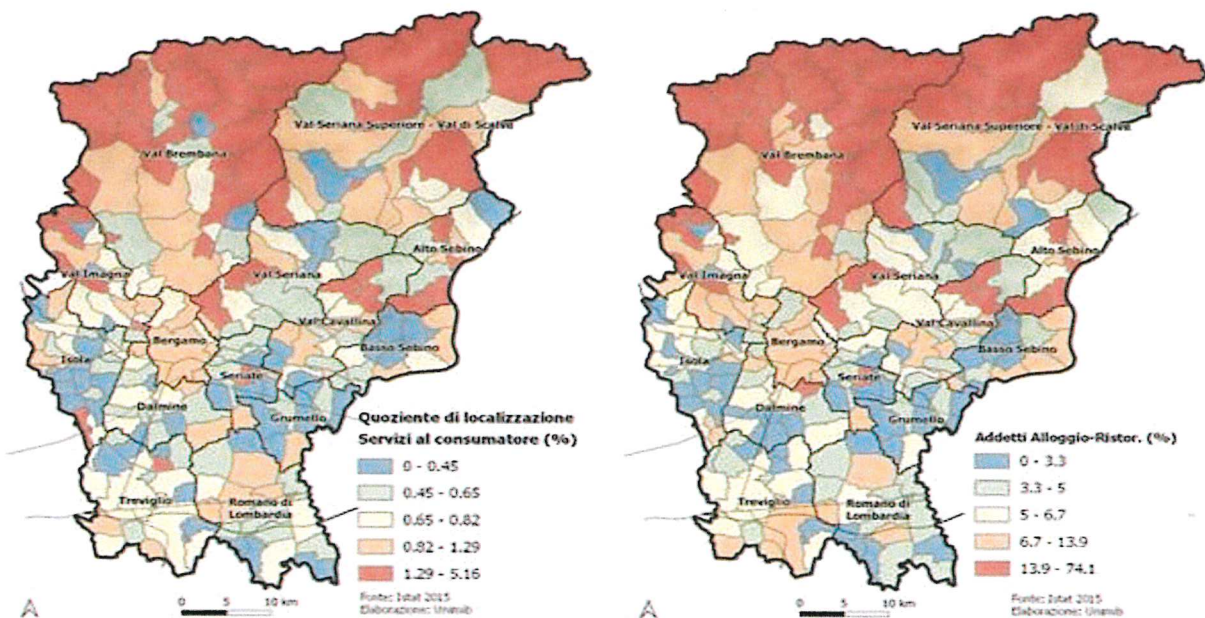 Val Seriana Superiore - Val di Scalve
Val Brembana
Alto Sebino
Val Imagna
Val Seriana
Val Cavallina
Bergamo
Basso Sebino
Isola
Seriate
Dalmine
Grumello
Quoziente di localizzazione
Servizi al consumatore (%)
0 - 0.45
0.45 - 0.65
Treviglio
Romano di
Lombardia
0.65 - 0.82
0.82 - 1.29
1.29 - 5.16
A
0 5 10 km
Fonte: Istat 2015
Elaborazione: Unimib
Val Seriana Superiore - Val di Scalve
Val Brembana
Alto Sebino
Val Imagna
Val Seriana
Val Cavallina
Bergamo
Basso Sebino
Isola
Seriate
Dalmine
Grumello
Addetti Alloggio-Ristor. (%)
0 - 3.3
3.3 - 5
Treviglio
Romano di
Lombardia
5 - 6.7
6.7 - 13.9
13.9 - 74.1
A
0 5 10 km
Fonte: Istat 2015
Elaborazione: Unimib